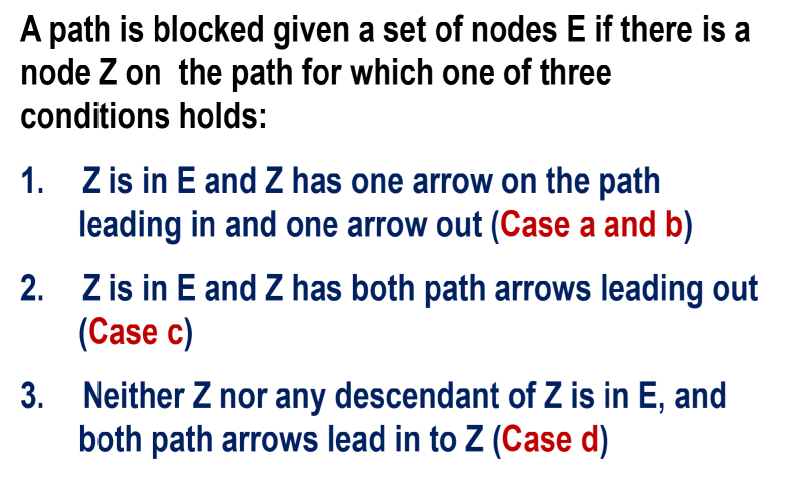 A path is blocked given a set of nodes E if there is a
node Z on the path for which one of three
conditions holds:
1. Z is in E and Z has one arrow on the path
leading in and one arrow out (Case a and b)
2. Z is in E and Z has both path arrows leading out
(Case c)
3. Neither Z nor any descendant of Z is in E, and
both path arrows lead in to Z (Case d)